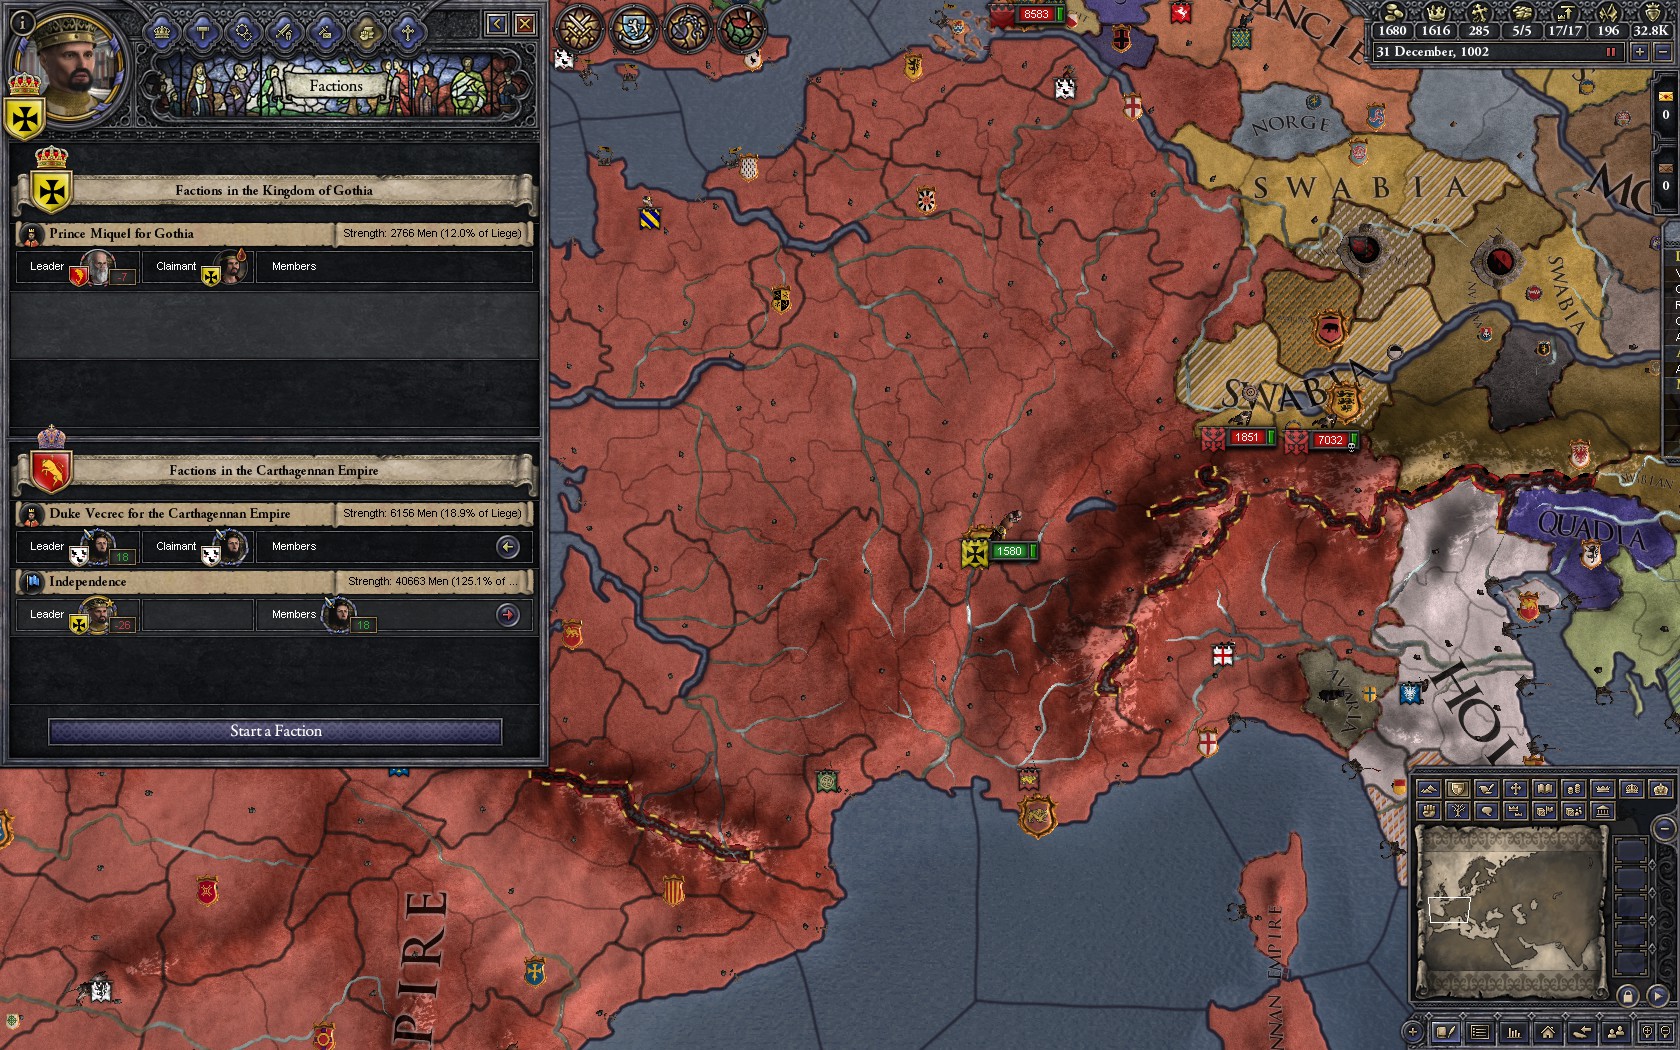 Factions
1680 1616 285 5/5 17/17 196 32.8K
31 December, 1002
0
0
Factions in the Kingdom of Gothia
Prince Miquel for Gothia
Strength: 2766 Men (12.0% of Liege)
Leader -7 Claimant Members
Factions in the Carthagennan Empire
Duke Vecrec for the Carthagennan Empire
Strength: 6156 Men (18.9% of Liege)
Leader 18 Claimant Members
Independence
Strength: 40663 Men (125.1% of ...
Leader -26 Members 18
Start a Faction
8583
NORGE
SWABIA
SWABIA
SWABIA
1851
7032
1580
QUADIA
PIRE